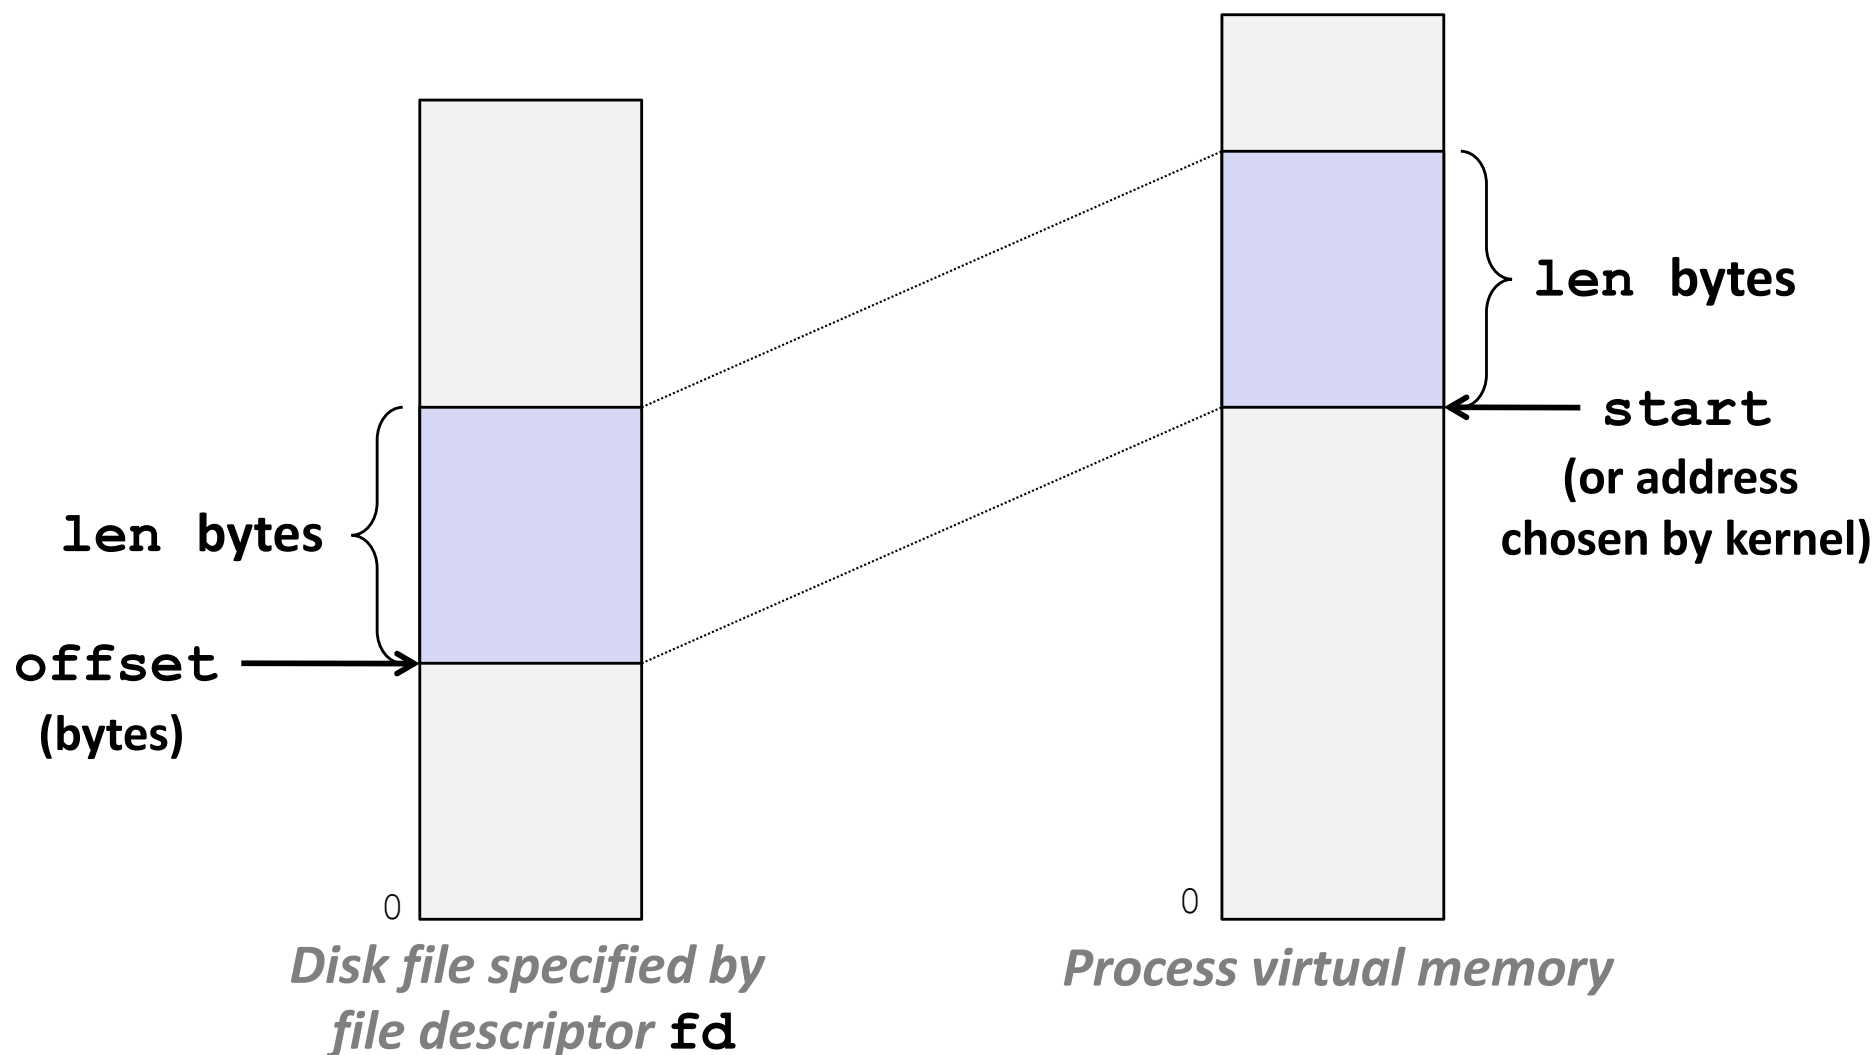 len bytes
start
(or address
chosen by kernel)
len bytes
offset
(bytes)
0
0
Disk file specified by
file descriptor fd
Process virtual memory